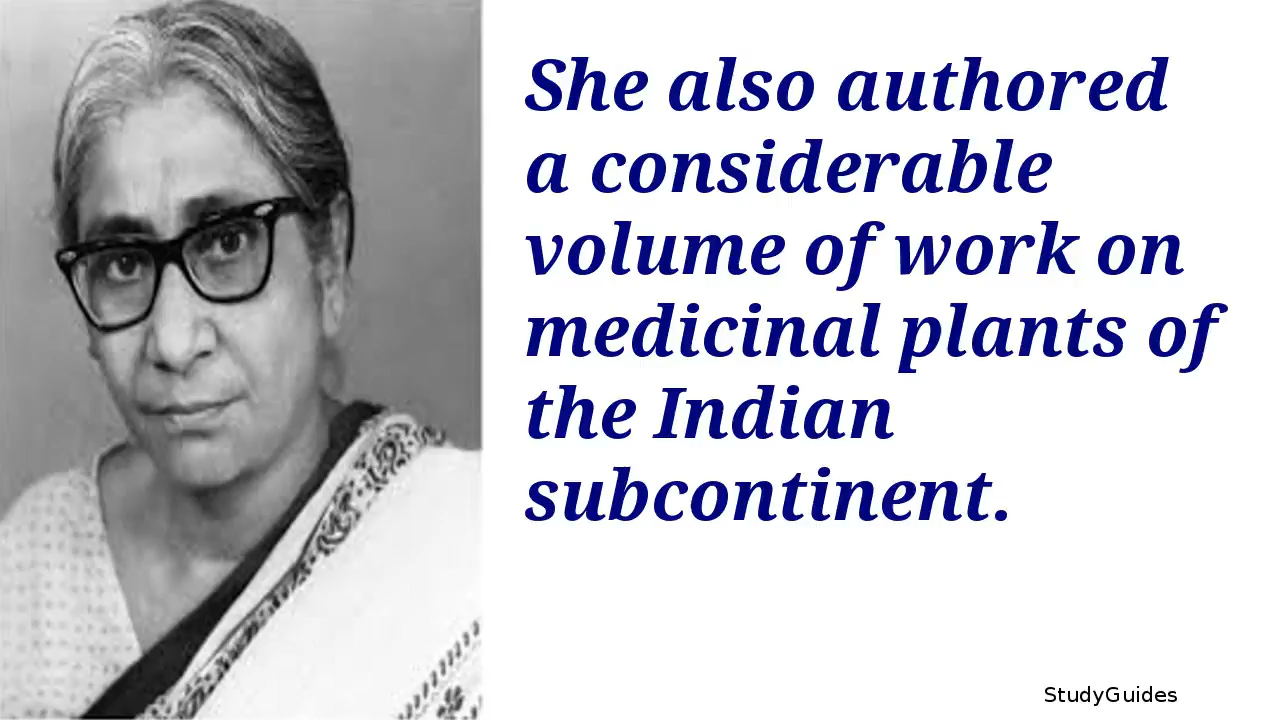 She also authored
a considerable
volume of work on
medicinal plants of
the Indian
subcontinent.
StudyGuides